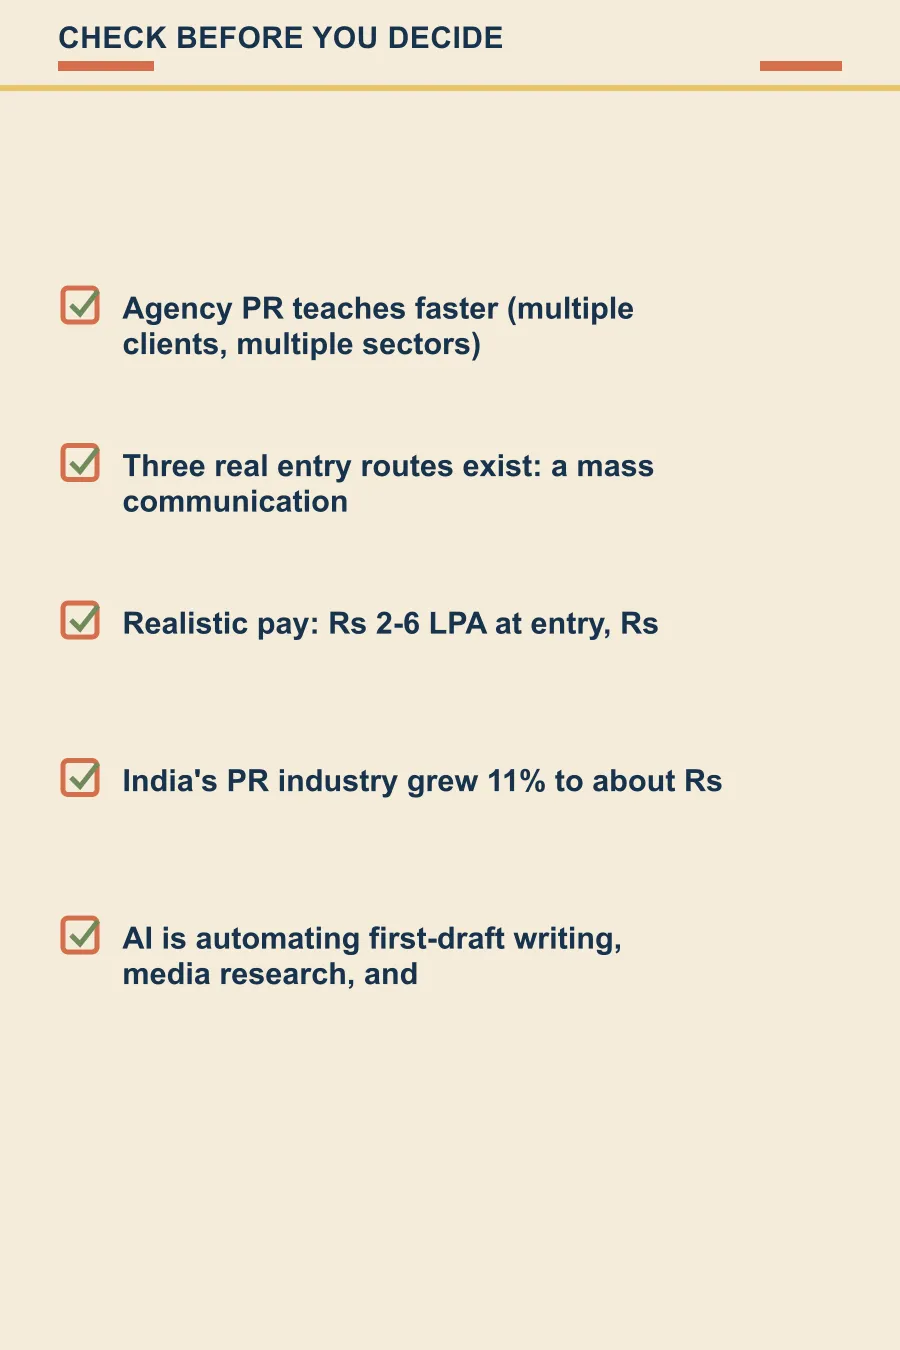 CHECK BEFORE YOU DECIDE
Agency PR teaches faster (multiple
clients, multiple sectors)
Three real entry routes exist: a mass
communication
Realistic pay: Rs 2-6 LPA at entry, Rs
India's PR industry grew 11% to about Rs
AI is automating first-draft writing,
media research, and